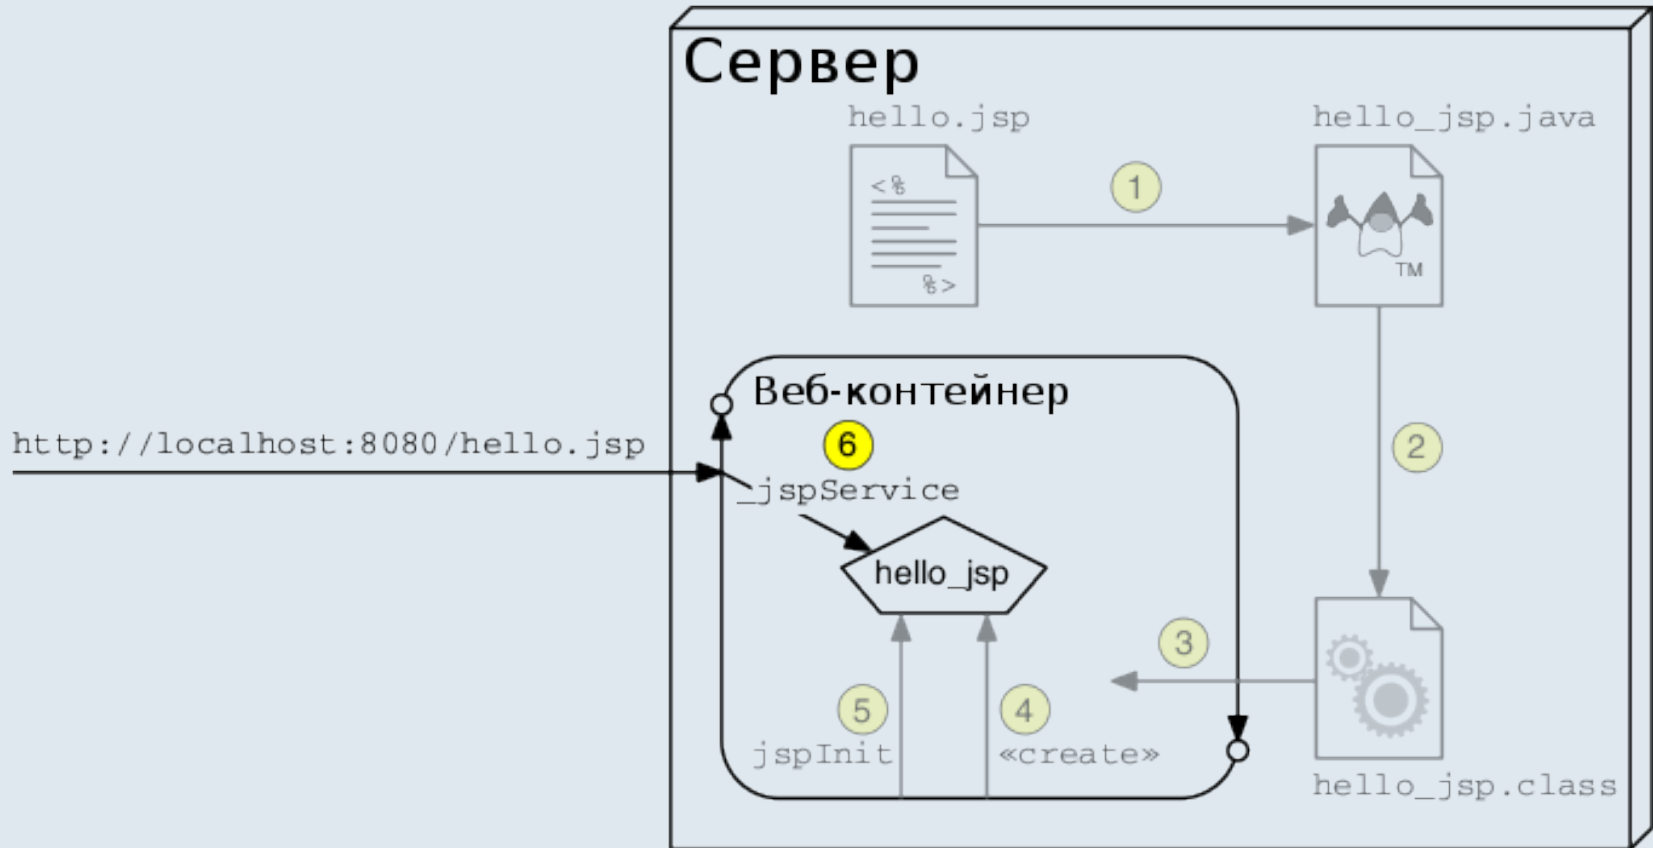 Сервер
hello.jsp
hello_jsp.java
<%
%>
1
TM
Веб-контейнер
http://localhost:8080/hello.jsp
6
2
_jspService
hello_jsp
3
5
4
jspInit
«create»
hello_jsp.class